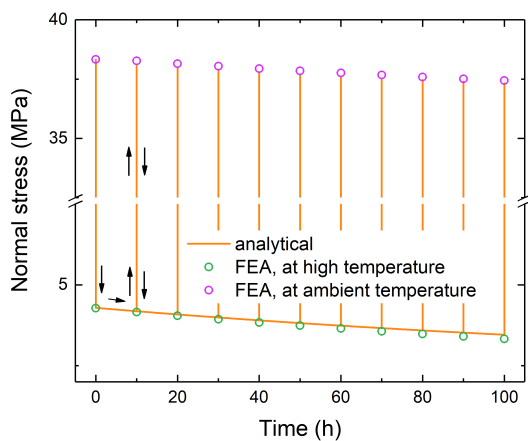 40
35
5
Normal stress (MPa)
analytical
FEA, at high temperature
FEA, at ambient temperature
0 20 40 60 80 100
Time (h)